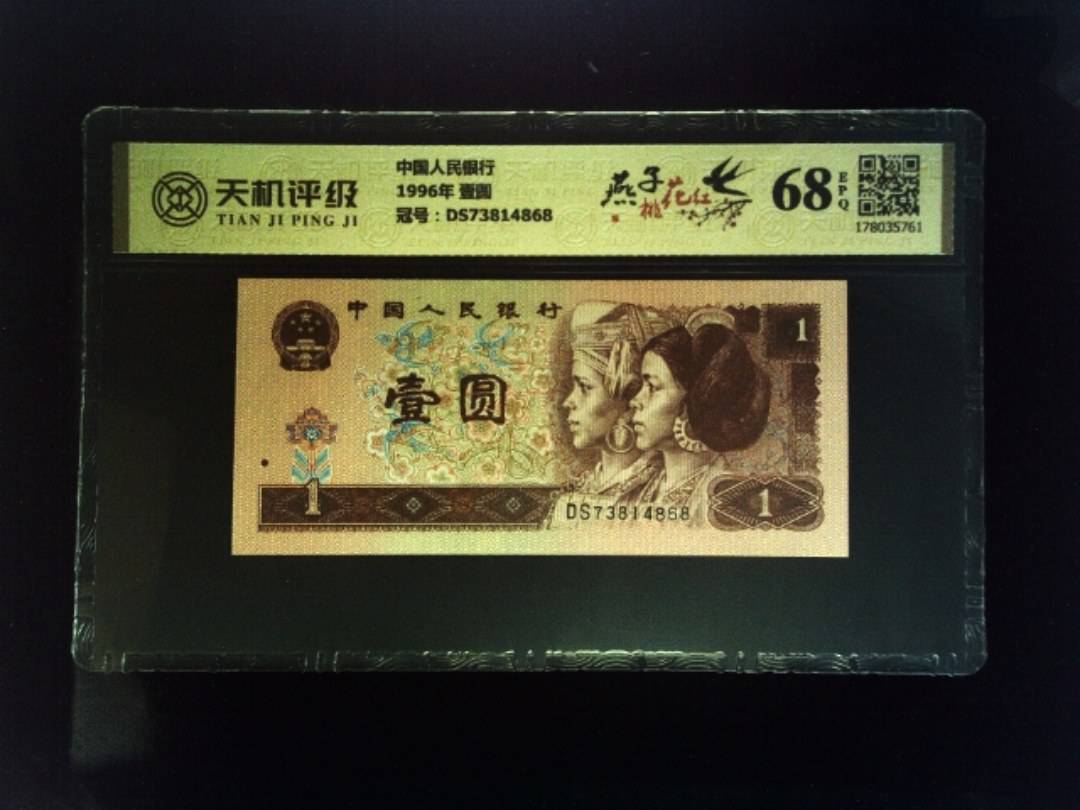 天机评级
TIAN JI PING JI
中国人民银行
1996年 壹圆
冠号：DS73814868
燕子
桃花红
68
EPQ
178035761
中国人民银行
1
壹圆
1
DS73814868
1